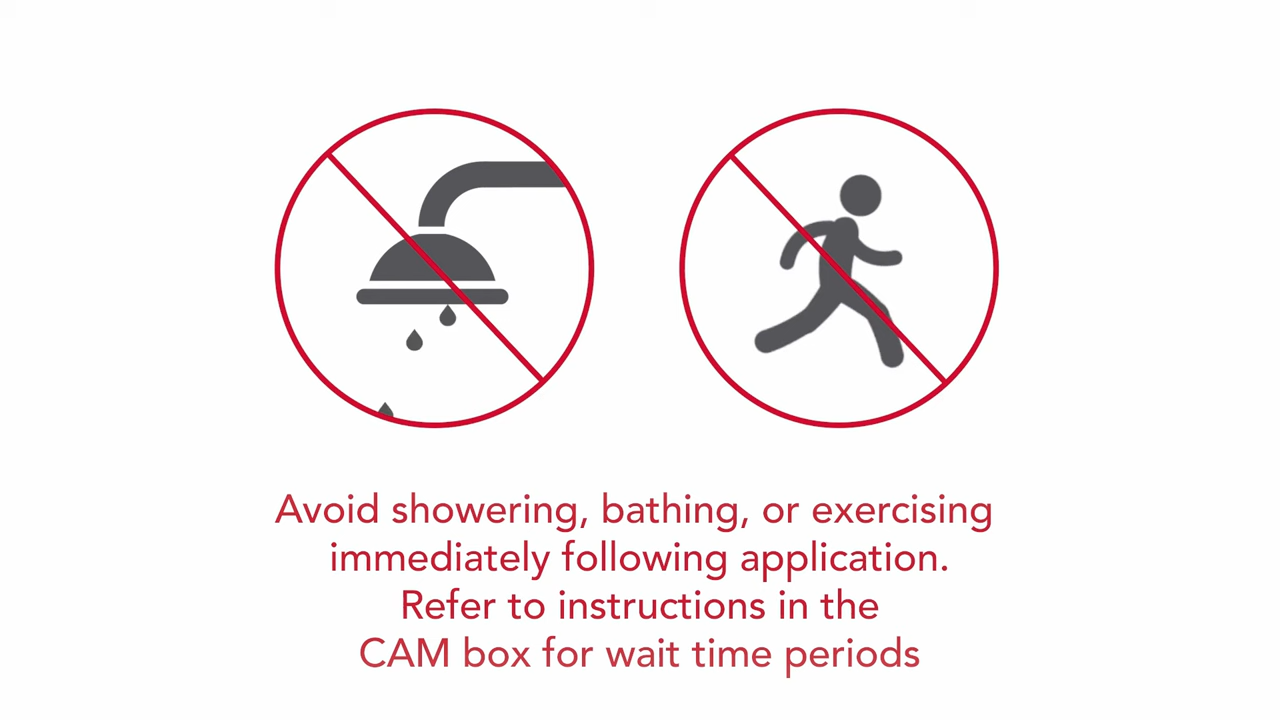 Avoid showering, bathing, or exercising
immediately following application.
Refer to instructions in the
CAM box for wait time periods